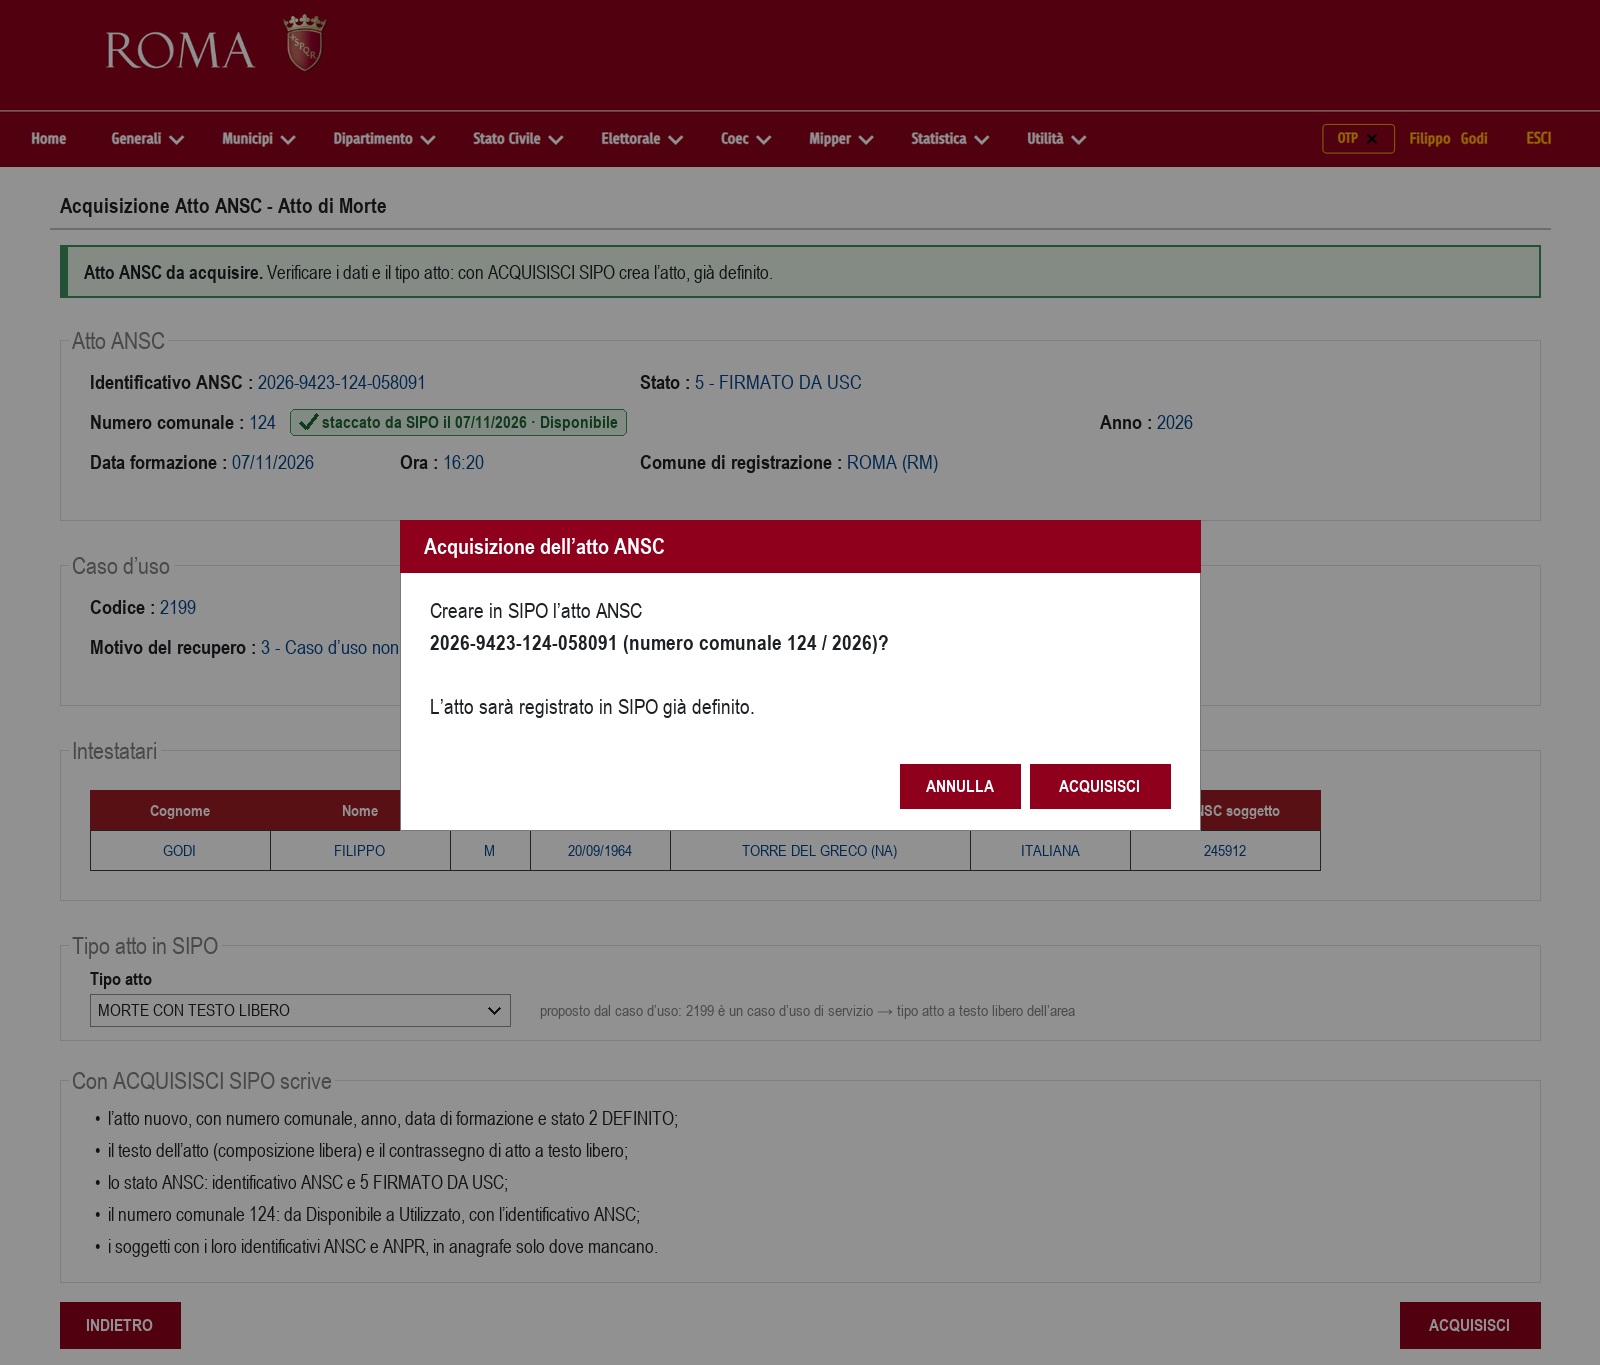 ROMA
SPQR
Home Generali Municipi Dipartimento Stato Civile Elettorale Coec Mipper Statistica Utilità OTP Filippo Godi ESCI
Acquisizione Atto ANSC - Atto di Morte
Atto ANSC da acquisire. Verificare i dati e il tipo atto: con ACQUISISCI SIPO crea l'atto, già definito.
Atto ANSC
Identificativo ANSC : 2026-9423-124-058091 Stato : 5 - FIRMATO DA USC
Numero comunale : 124 staccato da SIPO il 07/11/2026 · Disponibile Anno : 2026
Data formazione : 07/11/2026 Ora : 16:20 Comune di registrazione : ROMA (RM)
Acquisizione dell'atto ANSC
Creare in SIPO l'atto ANSC
2026-9423-124-058091 (numero comunale 124 / 2026)?
L'atto sarà registrato in SIPO già definito.
ANNULLA ACQUISISCI
Caso d'uso
Codice : 2199
Motivo del recupero : 3 - Caso d'uso non
Intestatari
Cognome Nome NSC soggetto
GODI FILIPPO M 20/09/1964 TORRE DEL GRECO (NA) ITALIANA 245912
Tipo atto in SIPO
Tipo atto
MORTE CON TESTO LIBERO proposto dal caso d'uso: 2199 è un caso d'uso di servizio → tipo atto a testo libero dell'area
Con ACQUISISCI SIPO scrive
• l'atto nuovo, con numero comunale, anno, data di formazione e stato 2 DEFINITO;
• il testo dell'atto (composizione libera) e il contrassegno di atto a testo libero;
• lo stato ANSC: identificativo ANSC e 5 FIRMATO DA USC;
• il numero comunale 124: da Disponibile a Utilizzato, con l'identificativo ANSC;
• i soggetti con i loro identificativi ANSC e ANPR, in anagrafe solo dove mancano.
INDIETRO ACQUISISCI